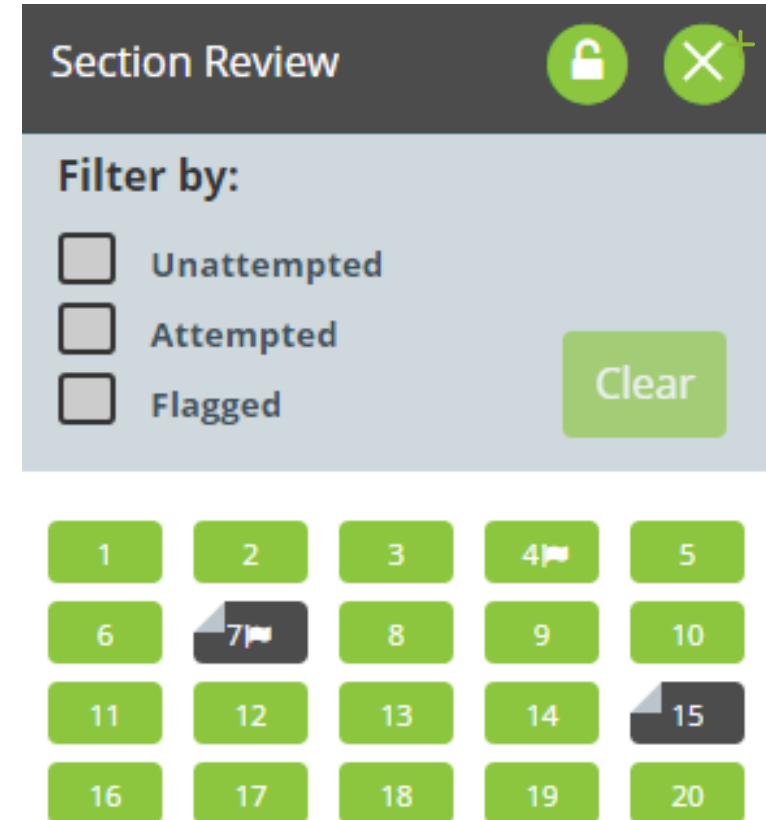 Section Review
Filter by:
Unattempted
Attempted
Flagged
Clear
1 2 3 4 5
6 7 8 9 10
11 12 13 14 15
16 17 18 19 20